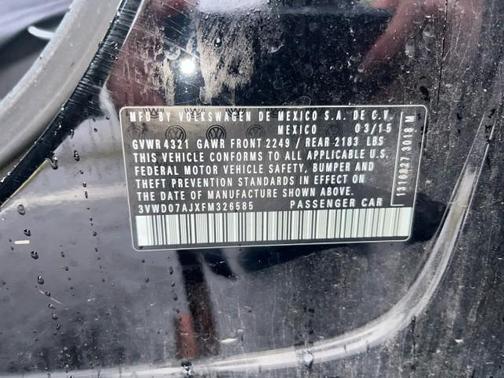 MFD BY VOLKSWAGEN DE MEXICO S.A. DE C.V.
MEXICO 03/15
GVWR 4321 GAWR FRONT 2249 / REAR 2183 LBS
THIS VEHICLE CONFORMS TO ALL APPLICABLE U.S.
FEDERAL MOTOR VEHICLE SAFETY, BUMPER AND
THEFT PREVENTION STANDARDS IN EFFECT ON
THE DATE OF MANUFACTURE SHOWN ABOVE.
3VWD07AJXFM326585 PASSENGER CAR
1310827-3018 M